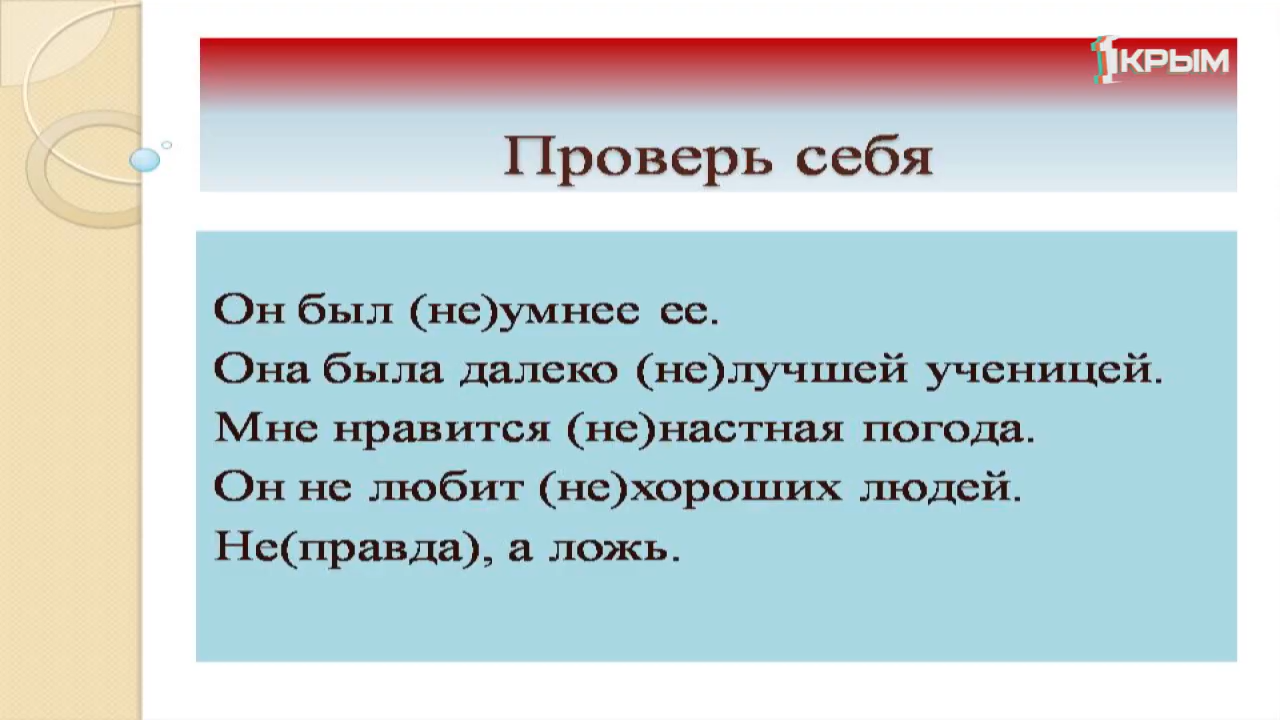 1КРЫМ
Проверь себя
Он был (не)умнее ее.
Она была далеко (не)лучшей ученицей.
Мне нравится (не)настная погода.
Он не любит (не)хороших людей.
Не(правда), а ложь.